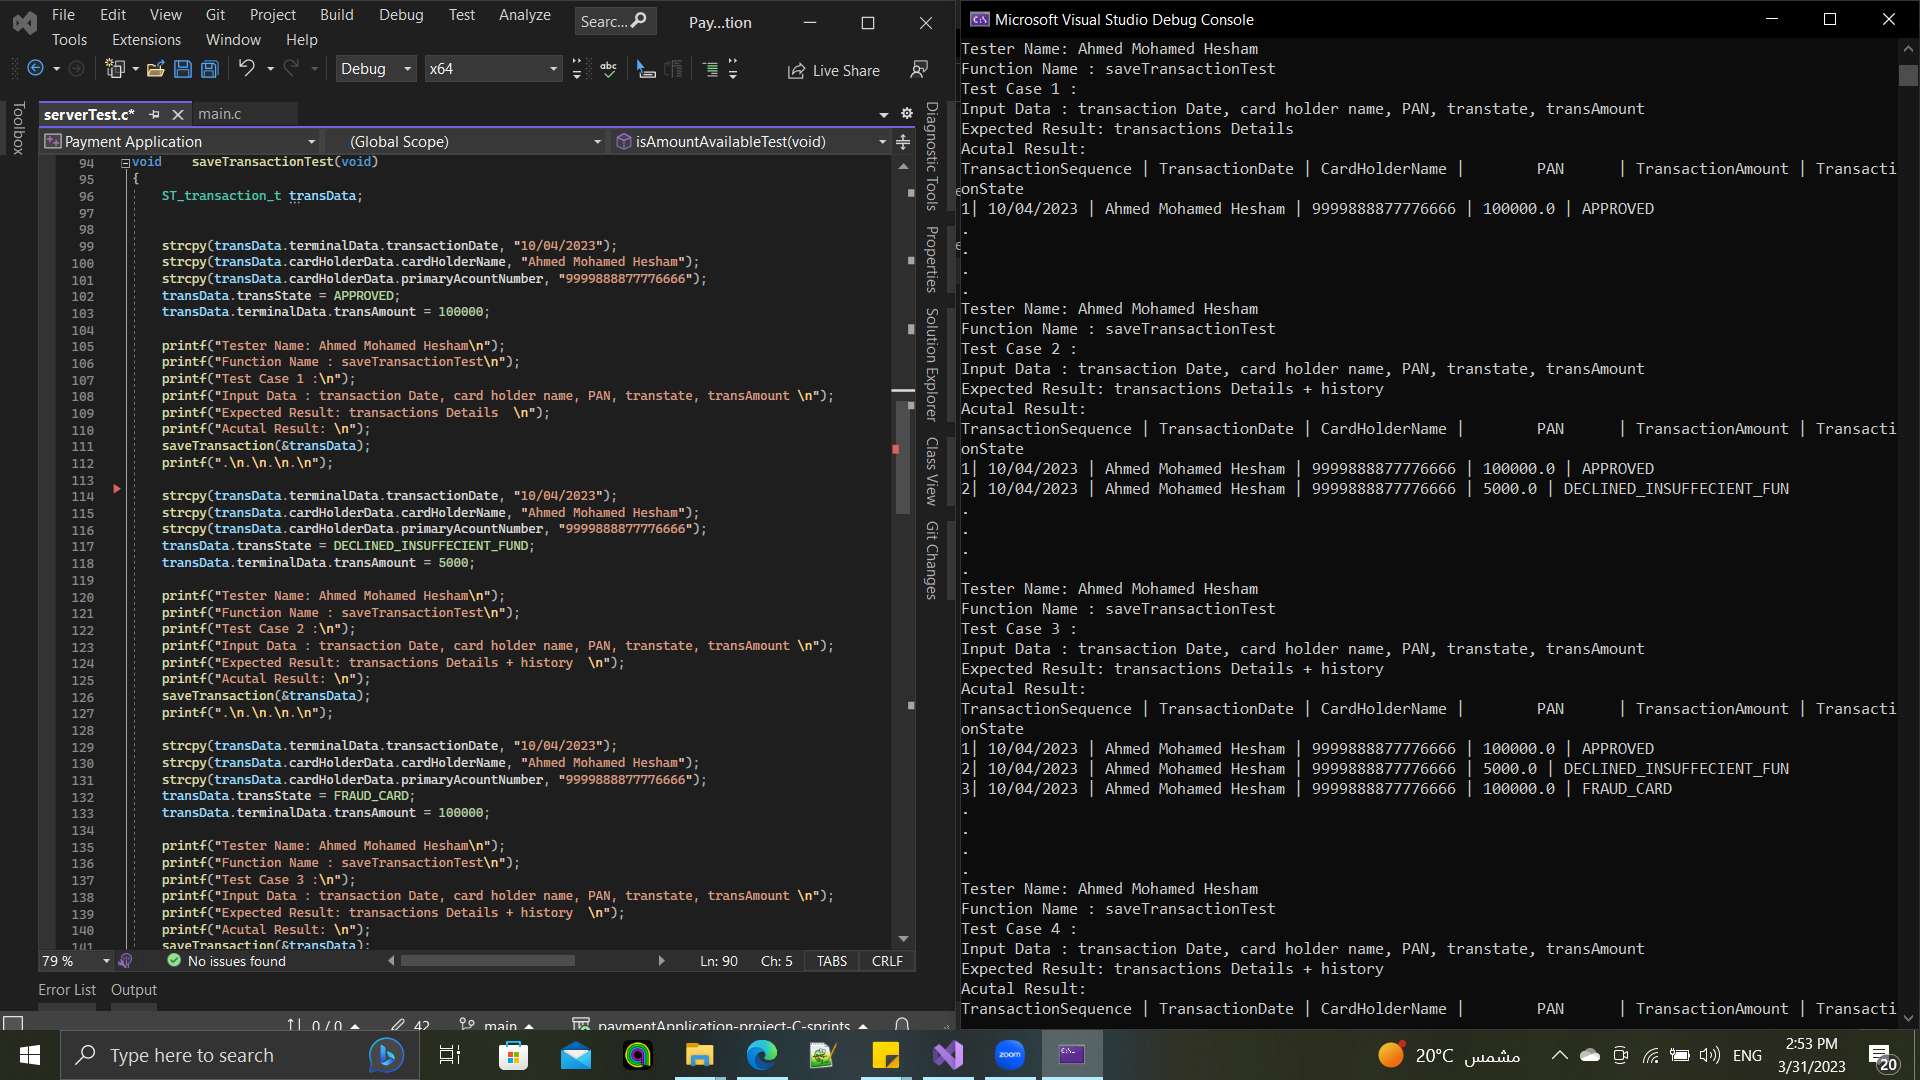 File Edit View Git Project Build Debug Test Analyze Searc... Pay...tion
Tools Extensions Window Help
Debug x64 Live Share
Toolbox
serverTest.c* main.c
Payment Application (Global Scope) isAmountAvailableTest(void)
94 void saveTransactionTest(void)
95 {
96 ST_transaction_t transData;
97
98
99 strcpy(transData.terminalData.transactionDate, "10/04/2023");
100 strcpy(transData.cardHolderData.cardHolderName, "Ahmed Mohamed Hesham");
101 strcpy(transData.cardHolderData.primaryAcountNumber, "9999888877776666");
102 transData.transState = APPROVED;
103 transData.terminalData.transAmount = 100000;
104
105 printf("Tester Name: Ahmed Mohamed Hesham\n");
106 printf("Function Name : saveTransactionTest\n");
107 printf("Test Case 1 :\n");
108 printf("Input Data : transaction Date, card holder name, PAN, transtate, transAmount \n");
109 printf("Expected Result: transactions Details  \n");
110 printf("Acutal Result: \n");
111 saveTransaction(&transData);
112 printf(".\n.\n.\n.\n");
113
114 strcpy(transData.terminalData.transactionDate, "10/04/2023");
115 strcpy(transData.cardHolderData.cardHolderName, "Ahmed Mohamed Hesham");
116 strcpy(transData.cardHolderData.primaryAcountNumber, "9999888877776666");
117 transData.transState = DECLINED_INSUFFECIENT_FUND;
118 transData.terminalData.transAmount = 5000;
119
120 printf("Tester Name: Ahmed Mohamed Hesham\n");
121 printf("Function Name : saveTransactionTest\n");
122 printf("Test Case 2 :\n");
123 printf("Input Data : transaction Date, card holder name, PAN, transtate, transAmount \n");
124 printf("Expected Result: transactions Details + history  \n");
125 printf("Acutal Result: \n");
126 saveTransaction(&transData);
127 printf(".\n.\n.\n.\n");
128
129 strcpy(transData.terminalData.transactionDate, "10/04/2023");
130 strcpy(transData.cardHolderData.cardHolderName, "Ahmed Mohamed Hesham");
131 strcpy(transData.cardHolderData.primaryAcountNumber, "9999888877776666");
132 transData.transState = FRAUD_CARD;
133 transData.terminalData.transAmount = 100000;
134
135 printf("Tester Name: Ahmed Mohamed Hesham\n");
136 printf("Function Name : saveTransactionTest\n");
137 printf("Test Case 3 :\n");
138 printf("Input Data : transaction Date, card holder name, PAN, transtate, transAmount \n");
139 printf("Expected Result: transactions Details + history  \n");
140 printf("Acutal Result: \n");
141 saveTransaction(&transData);
79 % No issues found Ln: 90 Ch: 5 TABS CRLF
Error List Output
0 / 0 42 main paymentApplication-project-C-sprints
Diagnostic Tools
Properties
Solution Explorer
Class View
Git Changes
Microsoft Visual Studio Debug Console
Tester Name: Ahmed Mohamed Hesham
Function Name : saveTransactionTest
Test Case 1 :
Input Data : transaction Date, card holder name, PAN, transtate, transAmount
Expected Result: transactions Details
Acutal Result:
TransactionSequence | TransactionDate | CardHolderName | PAN | TransactionAmount | Transacti
onState
1| 10/04/2023 | Ahmed Mohamed Hesham | 9999888877776666 | 100000.0 | APPROVED
.
.
.
.
Tester Name: Ahmed Mohamed Hesham
Function Name : saveTransactionTest
Test Case 2 :
Input Data : transaction Date, card holder name, PAN, transtate, transAmount
Expected Result: transactions Details + history
Acutal Result:
TransactionSequence | TransactionDate | CardHolderName | PAN | TransactionAmount | Transacti
onState
1| 10/04/2023 | Ahmed Mohamed Hesham | 9999888877776666 | 100000.0 | APPROVED
2| 10/04/2023 | Ahmed Mohamed Hesham | 9999888877776666 | 5000.0 | DECLINED_INSUFFECIENT_FUN
.
.
.
.
Tester Name: Ahmed Mohamed Hesham
Function Name : saveTransactionTest
Test Case 3 :
Input Data : transaction Date, card holder name, PAN, transtate, transAmount
Expected Result: transactions Details + history
Acutal Result:
TransactionSequence | TransactionDate | CardHolderName | PAN | TransactionAmount | Transacti
onState
1| 10/04/2023 | Ahmed Mohamed Hesham | 9999888877776666 | 100000.0 | APPROVED
2| 10/04/2023 | Ahmed Mohamed Hesham | 9999888877776666 | 5000.0 | DECLINED_INSUFFECIENT_FUN
3| 10/04/2023 | Ahmed Mohamed Hesham | 9999888877776666 | 100000.0 | FRAUD_CARD
.
.
.
.
Tester Name: Ahmed Mohamed Hesham
Function Name : saveTransactionTest
Test Case 4 :
Input Data : transaction Date, card holder name, PAN, transtate, transAmount
Expected Result: transactions Details + history
Acutal Result:
TransactionSequence | TransactionDate | CardHolderName | PAN | TransactionAmount | Transacti
Type here to search zoom 20°C مشمس ENG 2:53 PM
3/31/2023 20